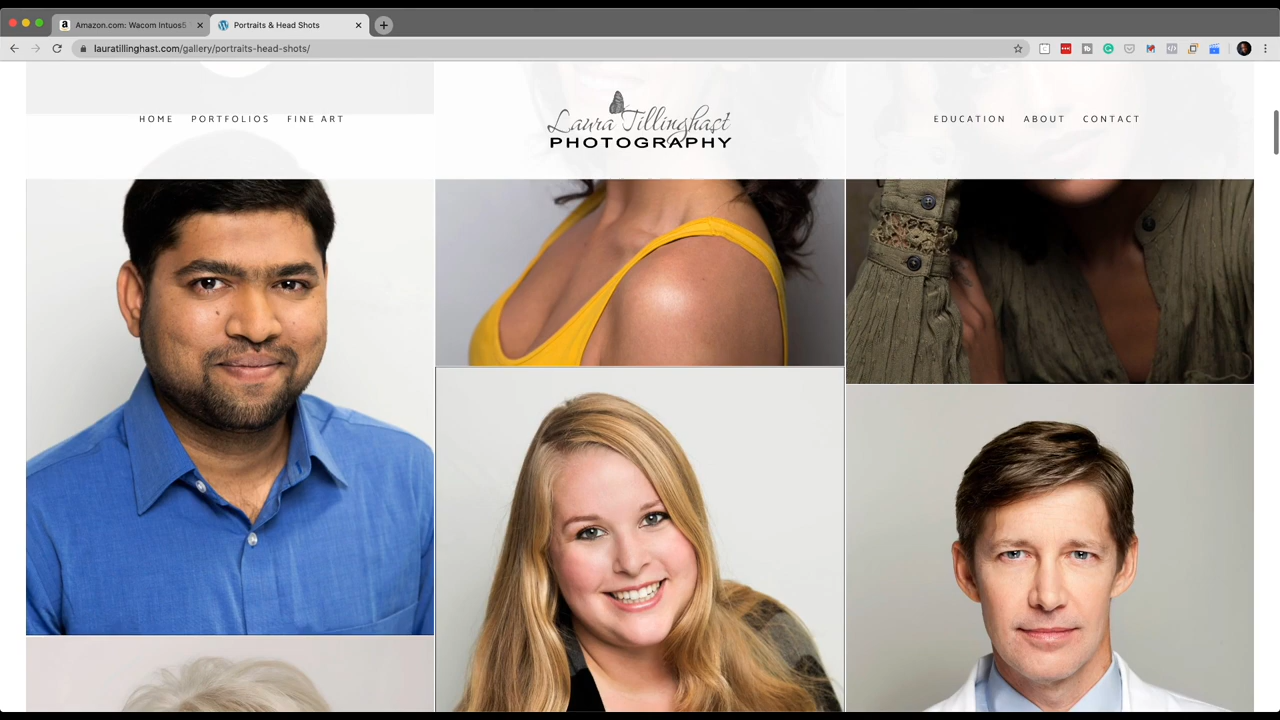 Amazon.com: Wacom Intuos5
Portraits & Head Shots
lauratillinghast.com/gallery/portraits-head-shots/
HOME PORTFOLIOS FINE ART
Laura Tillinghast
PHOTOGRAPHY
EDUCATION ABOUT CONTACT